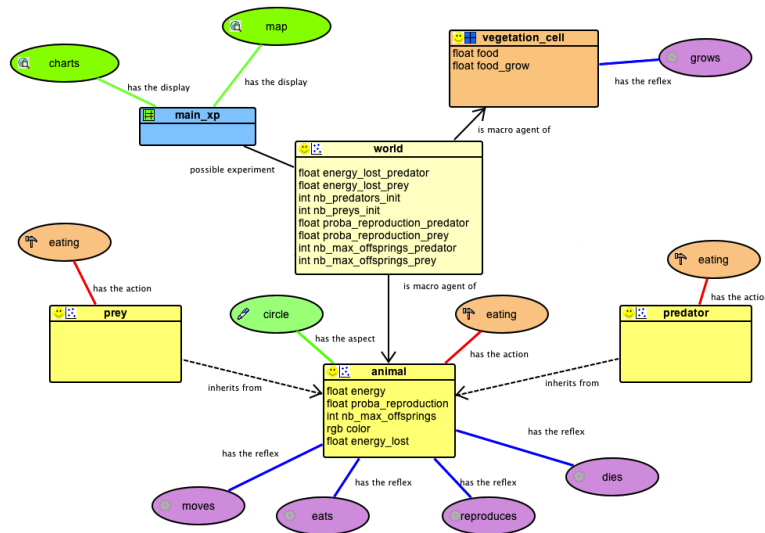 map
charts
has the display
has the display
main_xp
possible experiment
vegetation_cell
float food
float food_grow
grows
has the reflex
is macro agent of
world
float energy_lost_predator
float energy_lost_prey
int nb_predators_init
int nb_preys_init
float proba_reproduction_predator
float proba_reproduction_prey
int nb_max_offsprings_predator
int nb_max_offsprings_prey
eating
has the action
prey
is macro agent of
circle
has the aspect
eating
has the action
eating
has the actio
predator
inherits from
inherits from
animal
float energy
float proba_reproduction
int nb_max_offsprings
rgb color
float energy_lost
has the reflex
has the reflex
has the reflex
has the reflex
moves
eats
reproduces
dies